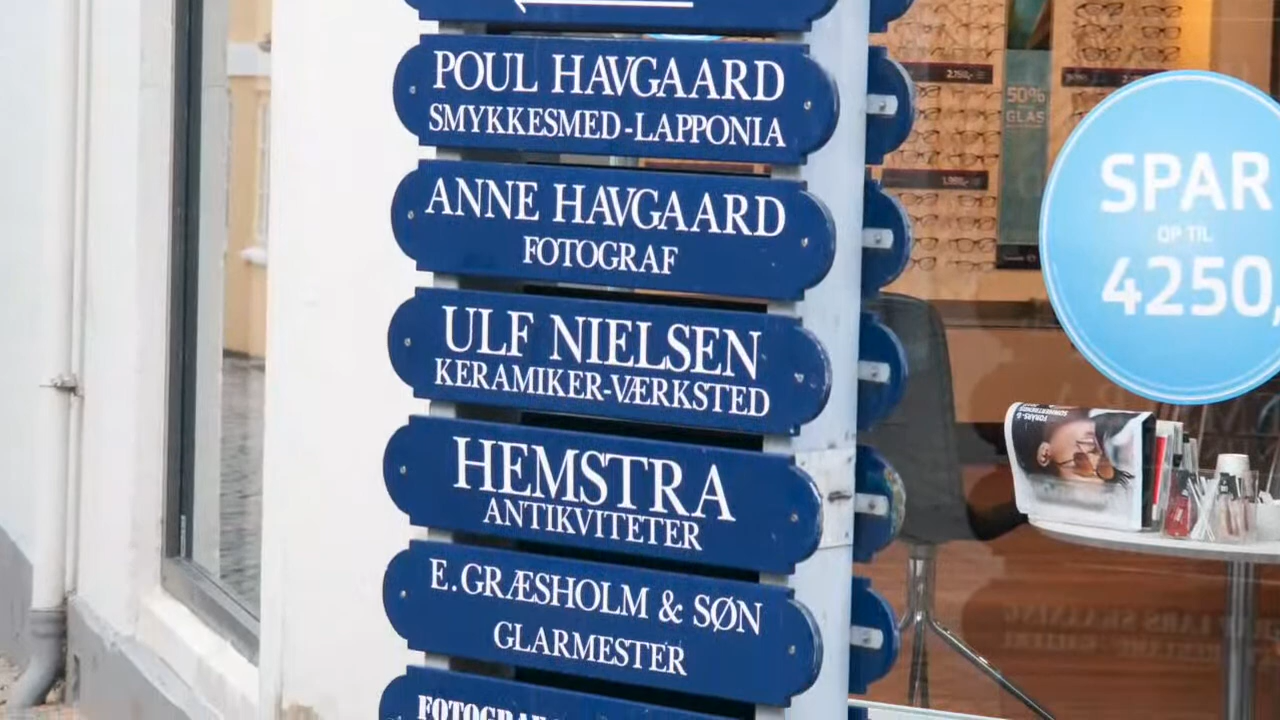 POUL HAVGAARD
SMYKKESMED-LAPPONIA
ANNE HAVGAARD
FOTOGRAF
ULF NIELSEN
KERAMIKER-VÆRKSTED
HEMSTRA
ANTIKVITETER
E.GRÆSHOLM & SØN
GLARMESTER
50%
GLAS
SPAR
OP TIL
4250,